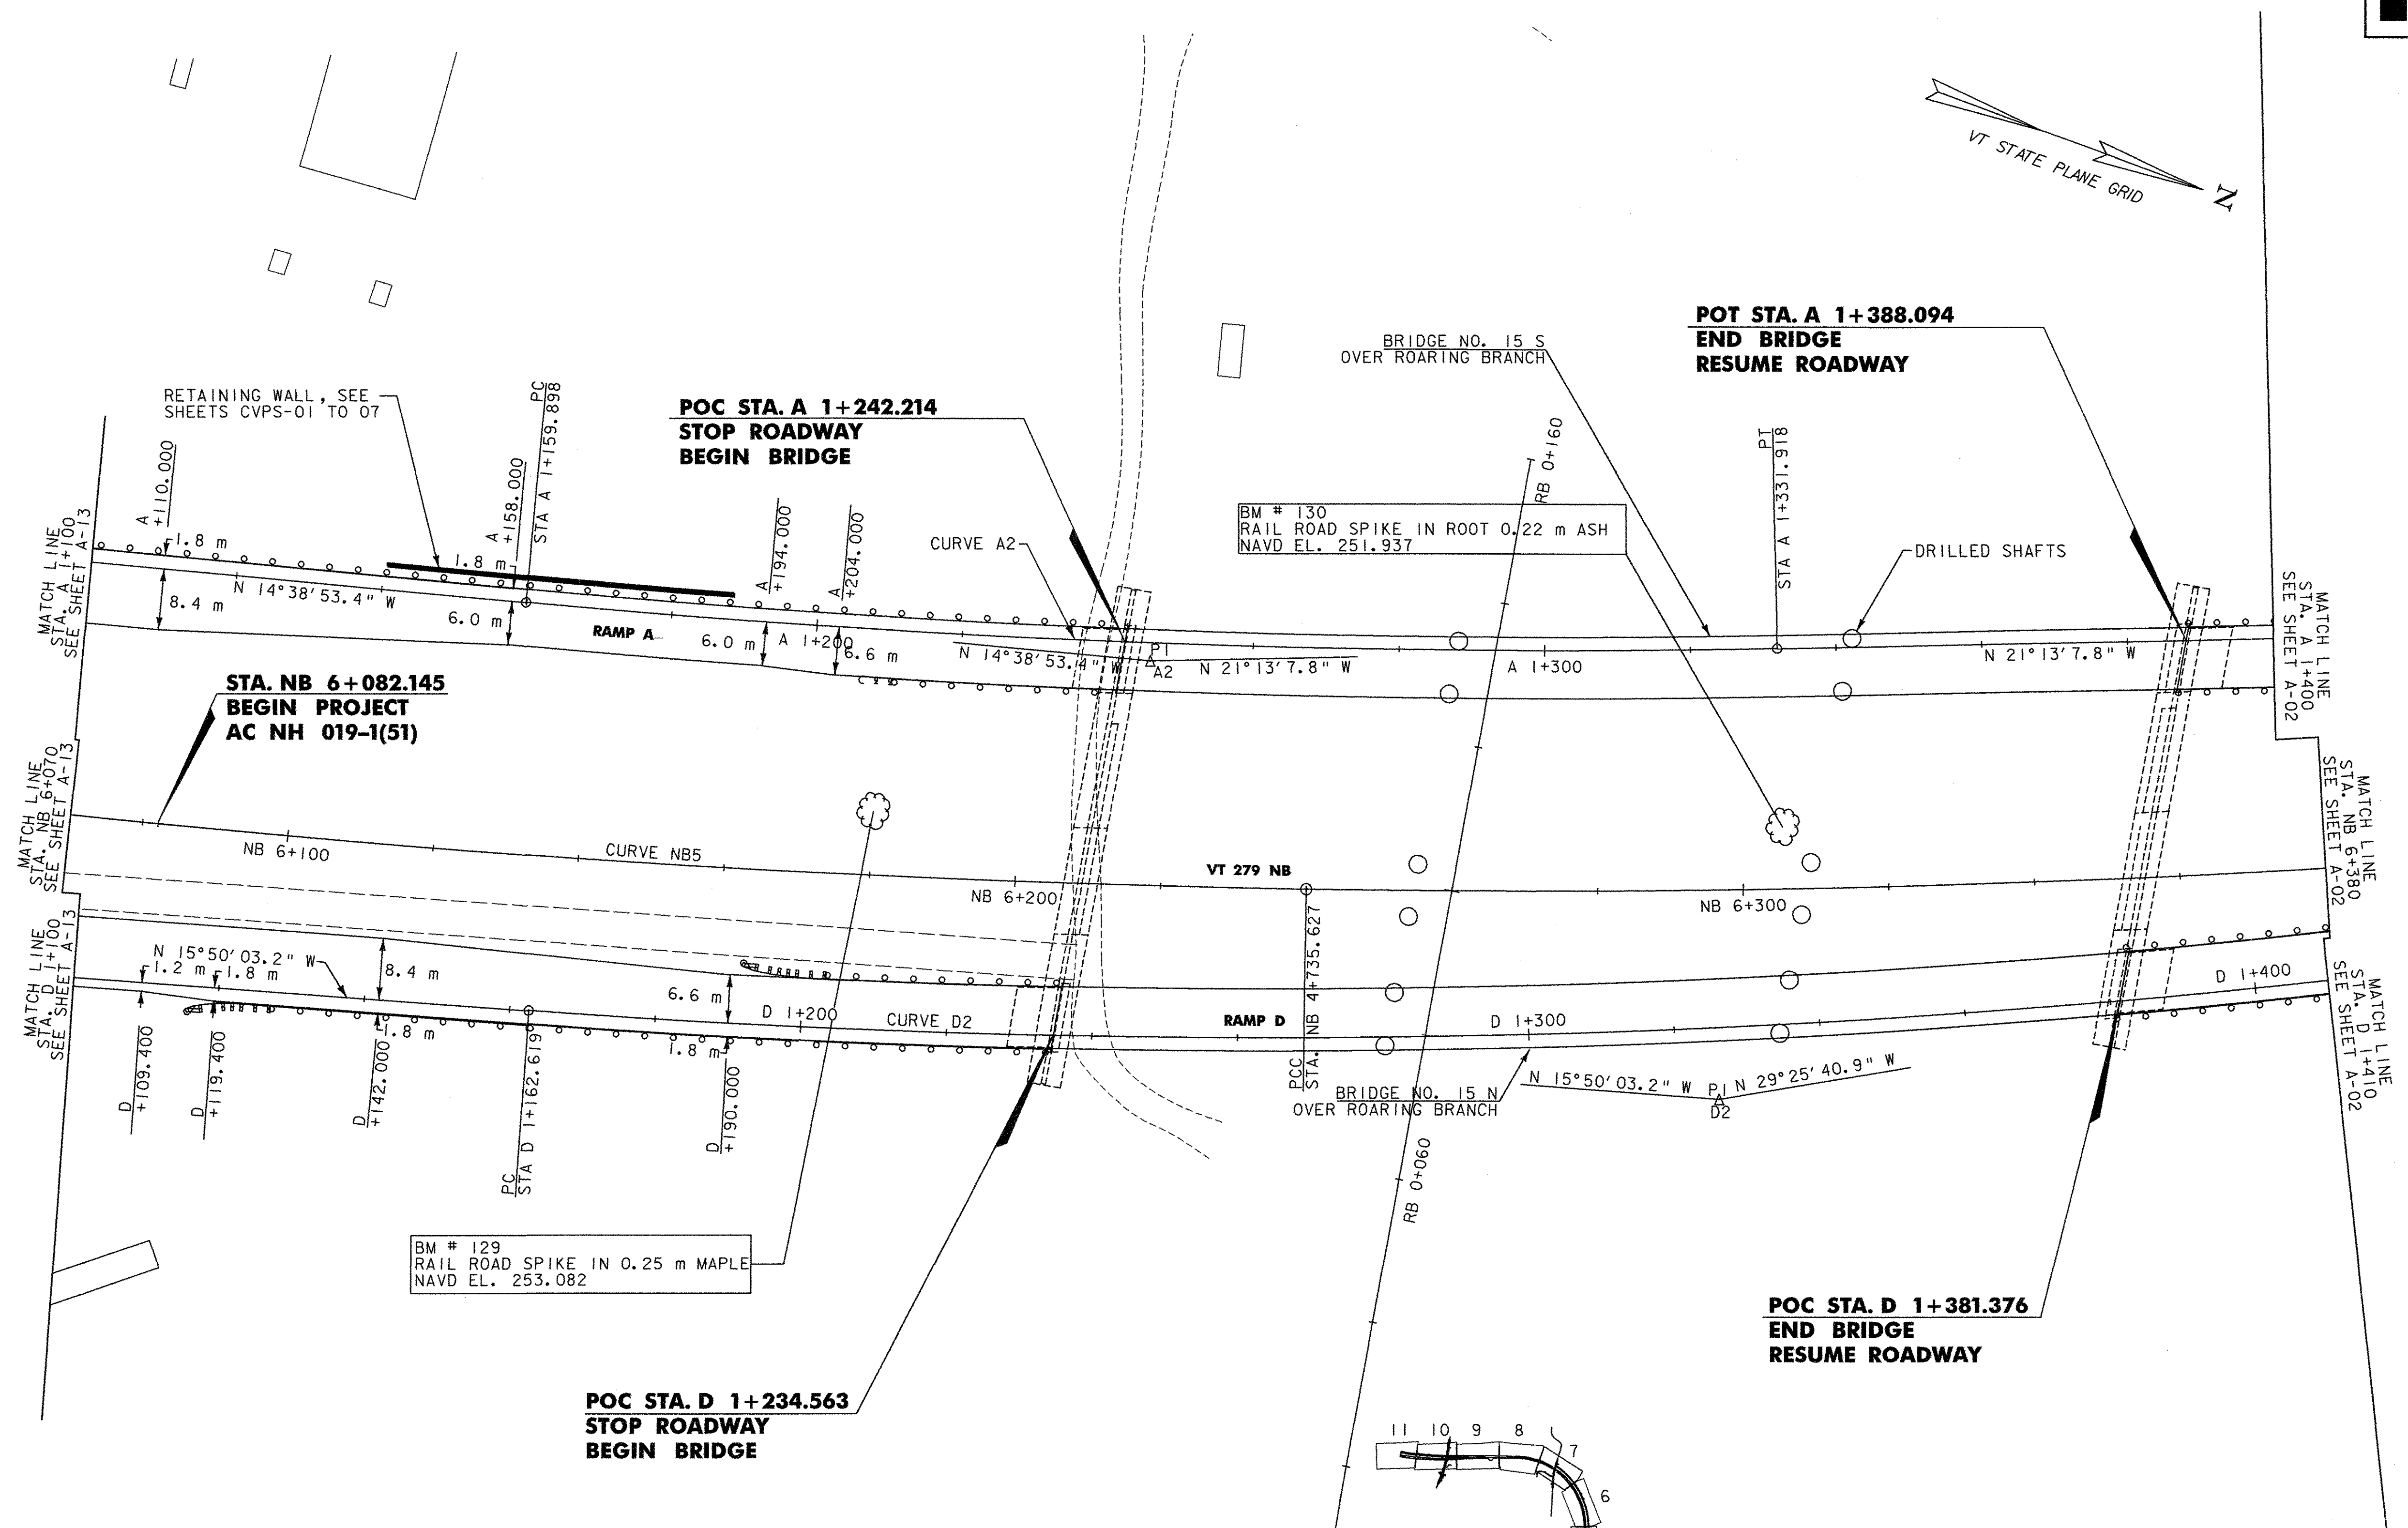 VT STATE PLANE GRID
N
POT STA. A 1+388.094
END BRIDGE
RESUME ROADWAY
BRIDGE NO. 15 S
OVER ROARING BRANCH
RETAINING WALL, SEE
SHEETS CVPS-01 TO 07
PC
STA A 1+159.898
POC STA. A 1+242.214
STOP ROADWAY
BEGIN BRIDGE
A
+110.000
A
+158.000
A
+194.000
A
+204.000
RB 0+160
PT
STA A 1+331.918
BM # 130
RAIL ROAD SPIKE IN ROOT 0.22 m ASH
NAVD EL. 251.937
CURVE A2
DRILLED SHAFTS
MATCH LINE
STA. A 1+100
SEE SHEET A-13
1.8 m
1.8 m
N 14°38'53.4" W
8.4 m
6.0 m
RAMP A
6.0 m
A 1+200
6.6 m
N 14°38'53.4" W
PI
A2
N 21°13'7.8" W
A 1+300
N 21°13'7.8" W
MATCH LINE
STA. A 1+400
SEE SHEET A-02
STA. NB 6+082.145
BEGIN PROJECT
AC NH 019-1(51)
MATCH LINE
STA. NB 6+070
SEE SHEET A-13
NB 6+100
CURVE NB5
VT 279 NB
NB 6+200
NB 6+300
MATCH LINE
STA. NB 6+380
SEE SHEET A-02
PCC
STA. NB 4+735.627
MATCH LINE
STA. D 1+100
SEE SHEET A-13
N 15°50'03.2" W
1.2 m
1.8 m
8.4 m
6.6 m
1.8 m
1.8 m
D 1+200
CURVE D2
RAMP D
D 1+300
D 1+400
MATCH LINE
STA. D 1+410
SEE SHEET A-02
D
+109.400
D
+119.400
D
+142.000
PC
STA D 1+162.619
D
+190.000
BRIDGE NO. 15 N
OVER ROARING BRANCH
N 15°50'03.2" W
PI
D2
N 29°25'40.9" W
RB 0+060
BM # 129
RAIL ROAD SPIKE IN 0.25 m MAPLE
NAVD EL. 253.082
POC STA. D 1+381.376
END BRIDGE
RESUME ROADWAY
POC STA. D 1+234.563
STOP ROADWAY
BEGIN BRIDGE
11
10
9
8
7
6